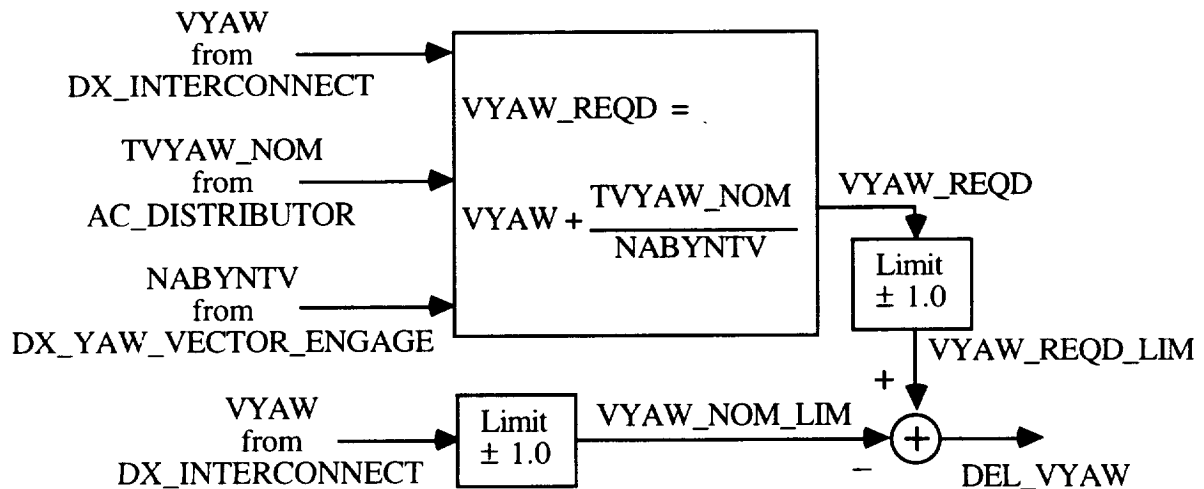 VYAW
from
DX_INTERCONNECT
TVYAW_NOM
from
AC_DISTRIBUTOR
NABYNTV
from
DX_YAW_VECTOR_ENGAGE
VYAW_REQD =
VYAW + TVYAW_NOM
NABYNTV
VYAW_REQD
Limit
± 1.0
VYAW_REQD_LIM
VYAW
from
DX_INTERCONNECT
Limit
± 1.0
VYAW_NOM_LIM
+
−
+
DEL_VYAW